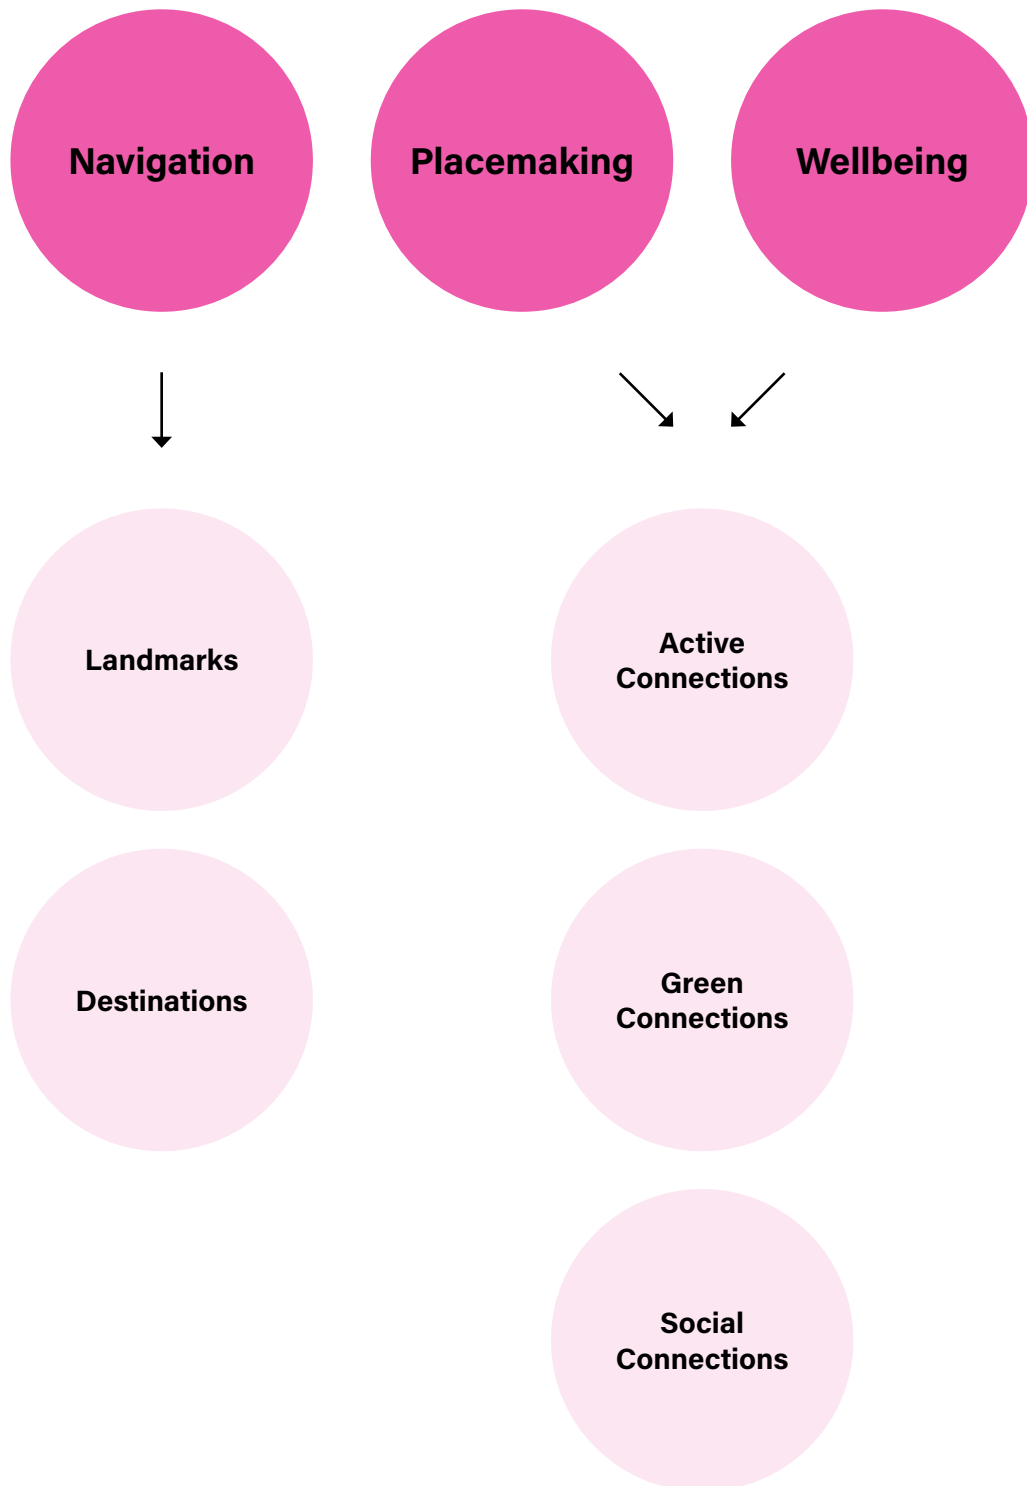 Navigation
Placemaking
Wellbeing
Landmarks
Active
Connections
Destinations
Green
Connections
Social
Connections